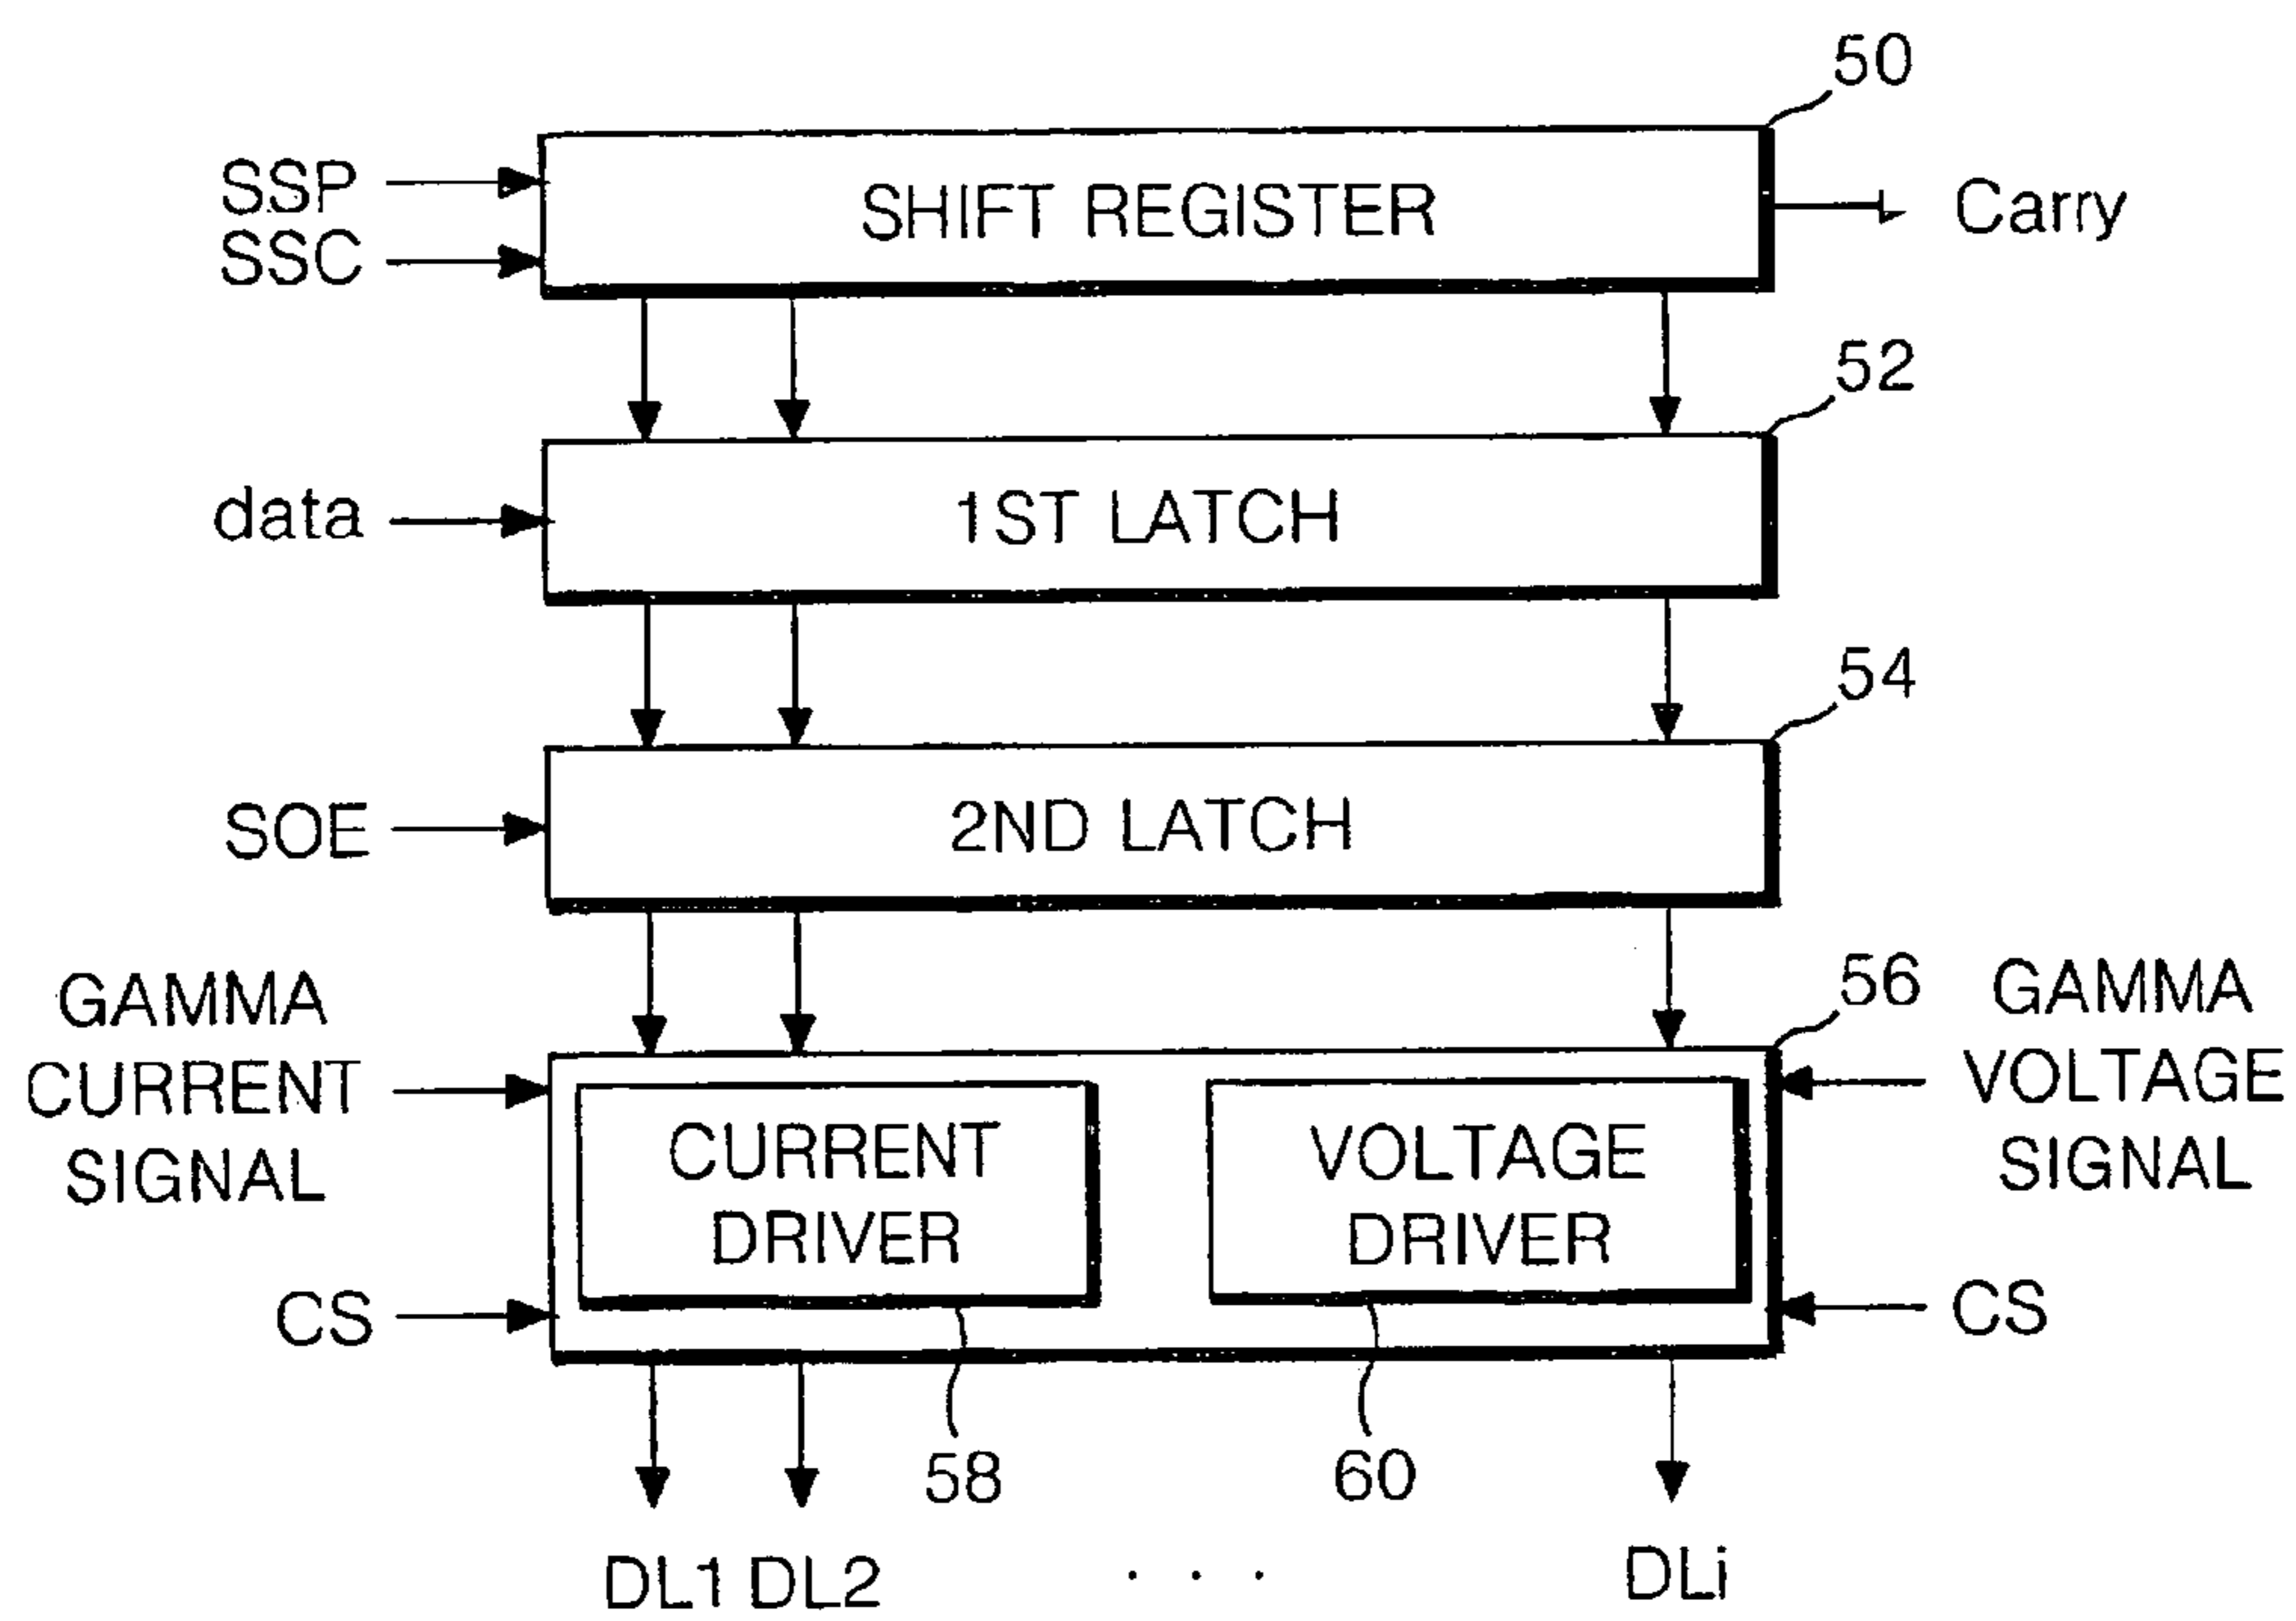 50
SSP
SHIFT REGISTER
Carry
SSC
52
data
1ST LATCH
54
SOE
2ND LATCH
56
GAMMA
CURRENT
SIGNAL
GAMMA
VOLTAGE
SIGNAL
CURRENT
DRIVER
VOLTAGE
DRIVER
CS
CS
58
60
DL1 DL2 . . . DLi